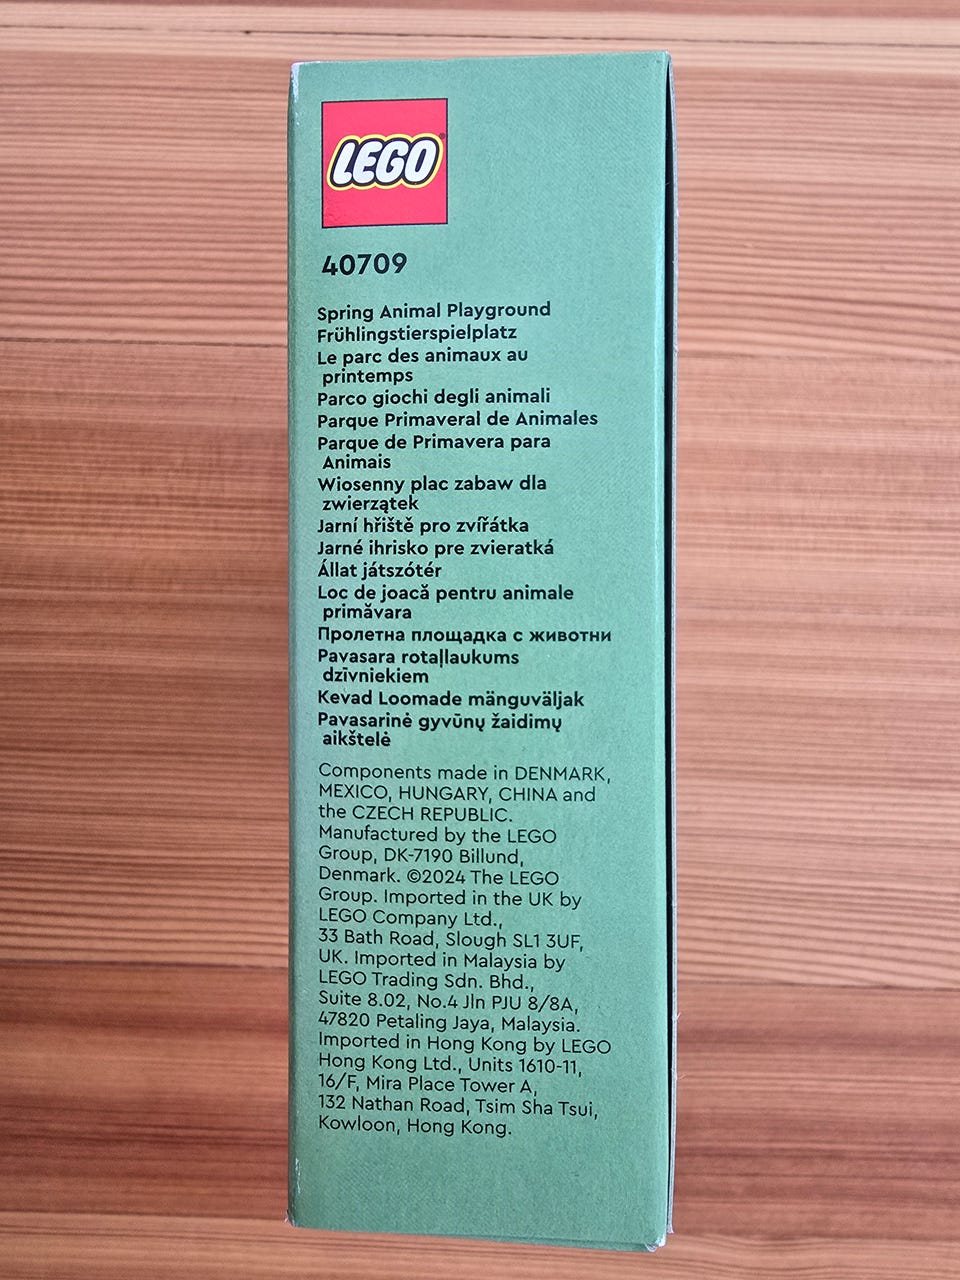 LEGO®
40709
Spring Animal Playground
Frühlingstierspielplatz
Le parc des animaux au
printemps
Parco giochi degli animali
Parque Primaveral de Animales
Parque de Primavera para
Animais
Wiosenny plac zabaw dla
zwierzątek
Jarní hřiště pro zvířátka
Jarné ihrisko pre zvieratká
Állat játszótér
Loc de joacă pentru animale
primăvara
Пролетна площадка с животни
Pavasara rotaļlaukums
dzīvniekiem
Kevad Loomade mänguväljak
Pavasarinė gyvūnų žaidimų
aikštelė
Components made in DENMARK,
MEXICO, HUNGARY, CHINA and
the CZECH REPUBLIC.
Manufactured by the LEGO
Group, DK-7190 Billund,
Denmark. ©2024 The LEGO
Group. Imported in the UK by
LEGO Company Ltd.,
33 Bath Road, Slough SL1 3UF,
UK. Imported in Malaysia by
LEGO Trading Sdn. Bhd.,
Suite 8.02, No.4 Jln PJU 8/8A,
47820 Petaling Jaya, Malaysia.
Imported in Hong Kong by LEGO
Hong Kong Ltd., Units 1610-11,
16/F, Mira Place Tower A,
132 Nathan Road, Tsim Sha Tsui,
Kowloon, Hong Kong.